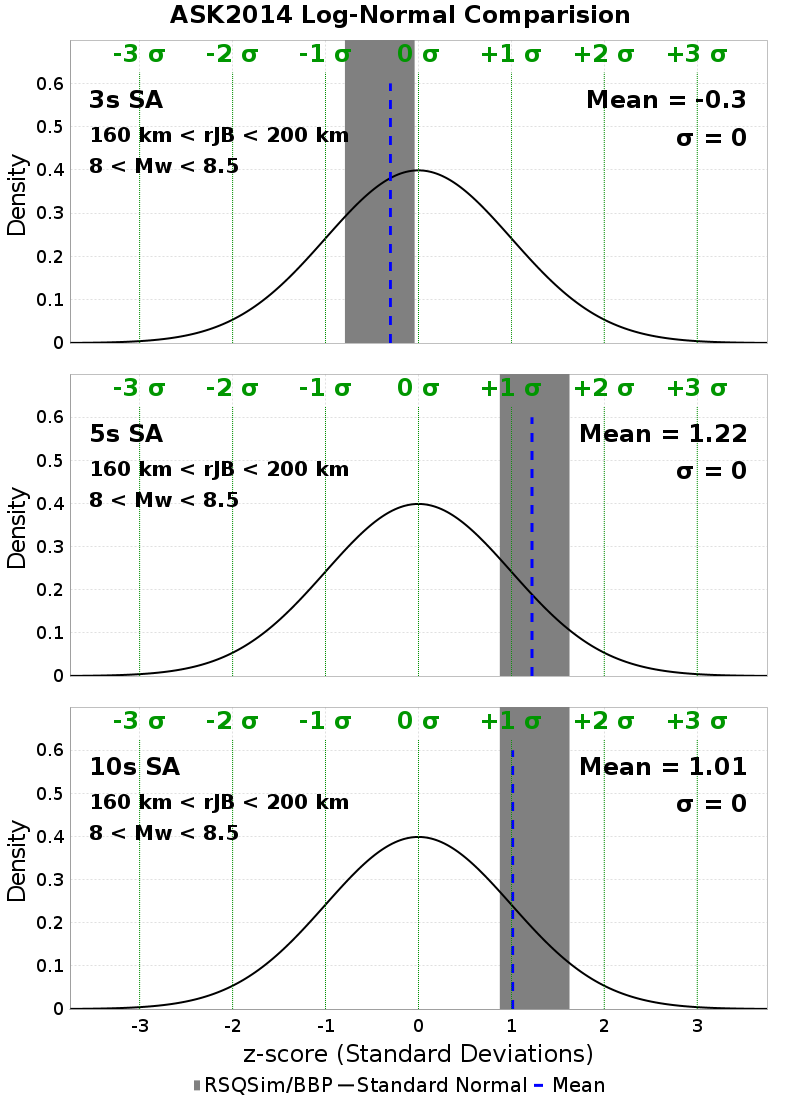 ASK2014 Log-Normal Comparision
-3 σ -2 σ -1 σ 0 σ +1 σ +2 σ +3 σ
3s SA Mean = -0.3
160 km < rJB < 200 km σ = 0
8 < Mw < 8.5
0.6
0.5
0.4
0.3
0.2
0.1
0
Density
-3 σ -2 σ -1 σ 0 σ +1 σ +2 σ +3 σ
5s SA Mean = 1.22
160 km < rJB < 200 km σ = 0
8 < Mw < 8.5
0.6
0.5
0.4
0.3
0.2
0.1
0
Density
-3 σ -2 σ -1 σ 0 σ +1 σ +2 σ +3 σ
10s SA Mean = 1.01
160 km < rJB < 200 km σ = 0
8 < Mw < 8.5
0.6
0.5
0.4
0.3
0.2
0.1
0
Density
-3 -2 -1 0 1 2 3
z-score (Standard Deviations)
RSQSim/BBP Standard Normal Mean